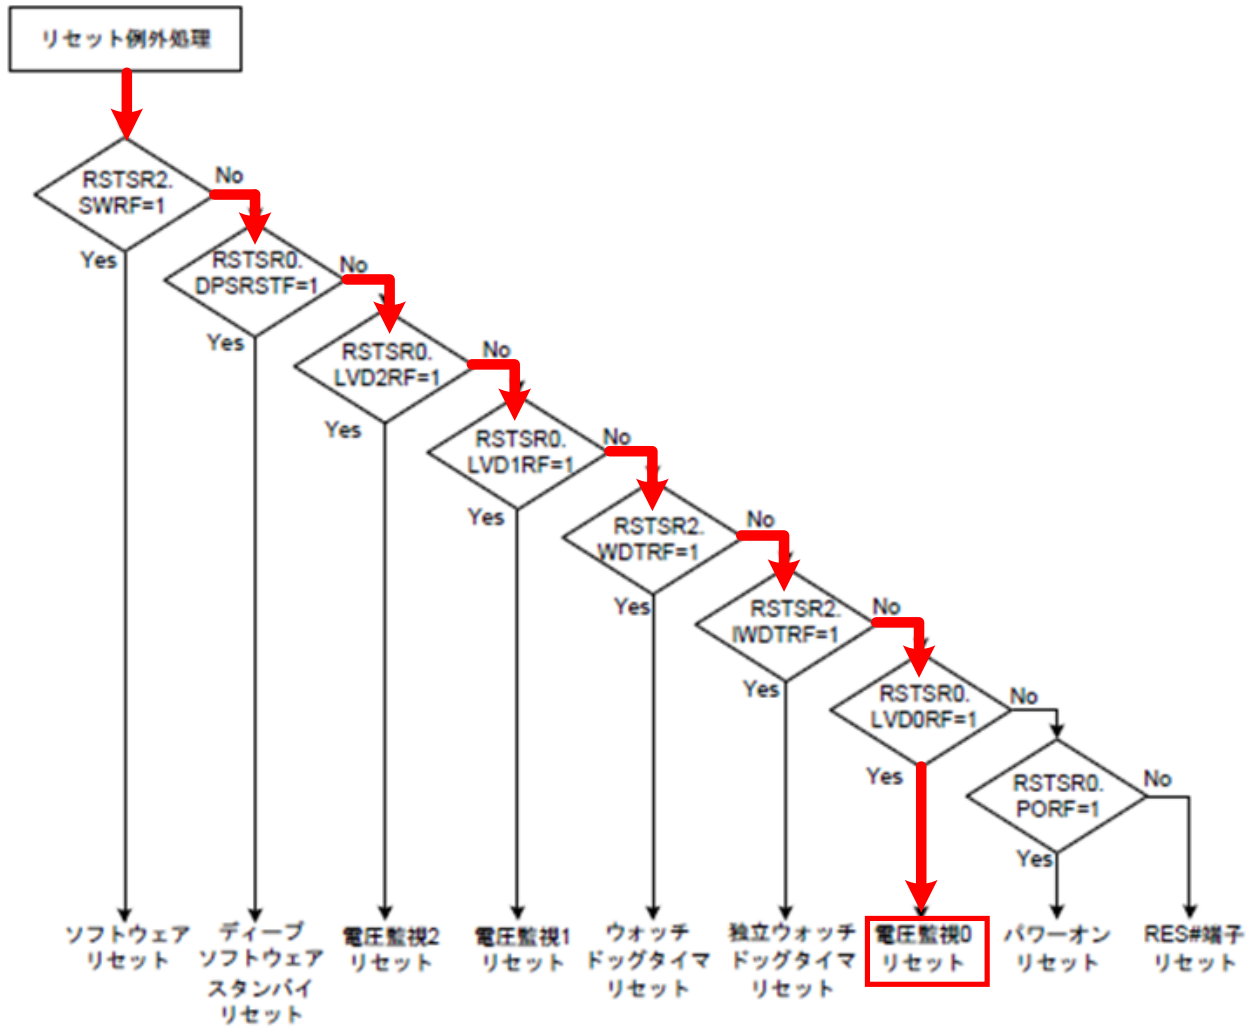 リセット例外処理
RSTSR2.
SWRF=1
No
Yes
RSTSR0.
DPSRSTF=1
No
Yes
RSTSR0.
LVD2RF=1
No
Yes
RSTSR0.
LVD1RF=1
No
Yes
RSTSR2.
WDTRF=1
No
Yes
RSTSR2.
IWDTRF=1
No
Yes
RSTSR0.
LVD0RF=1
No
Yes
RSTSR0.
PORF=1
No
Yes
ソフトウェア
リセット
ディープ
ソフトウェア
スタンバイ
リセット
電圧監視2
リセット
電圧監視1
リセット
ウォッチ
ドッグタイマ
リセット
独立ウォッチ
ドッグタイマ
リセット
電圧監視0
リセット
パワーオン
リセット
RES#端子
リセット